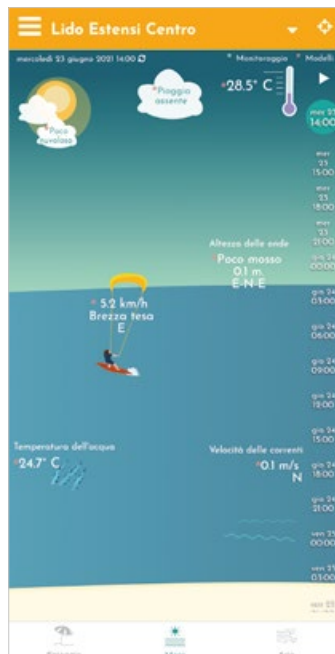 Lido Estensi Centro
mercoledì 23 giugno 2021 14:00
* Monitoraggio * Modelli
*Poco
nuvoloso
*Pioggia
assente
*28.5° C
mer 23
14:00
mer
23
15:00
mer
23
18:00
mer
23
21:00
Altezza delle onde
*Poco mosso
0.1 m.
E-N-E
gio 24
00:00
gio 24
03:00
* 5.2 km/h
Brezza tesa
E
gio 24
06:00
gio 24
09:00
gio 24
12:00
gio 24
15:00
Temperatura dell'acqua
*24.7° C
Velocità delle correnti
*0.1 m/s
N
gio 24
18:00
gio 24
21:00
ven 25
00:00
ven 25
03:00
ven 25